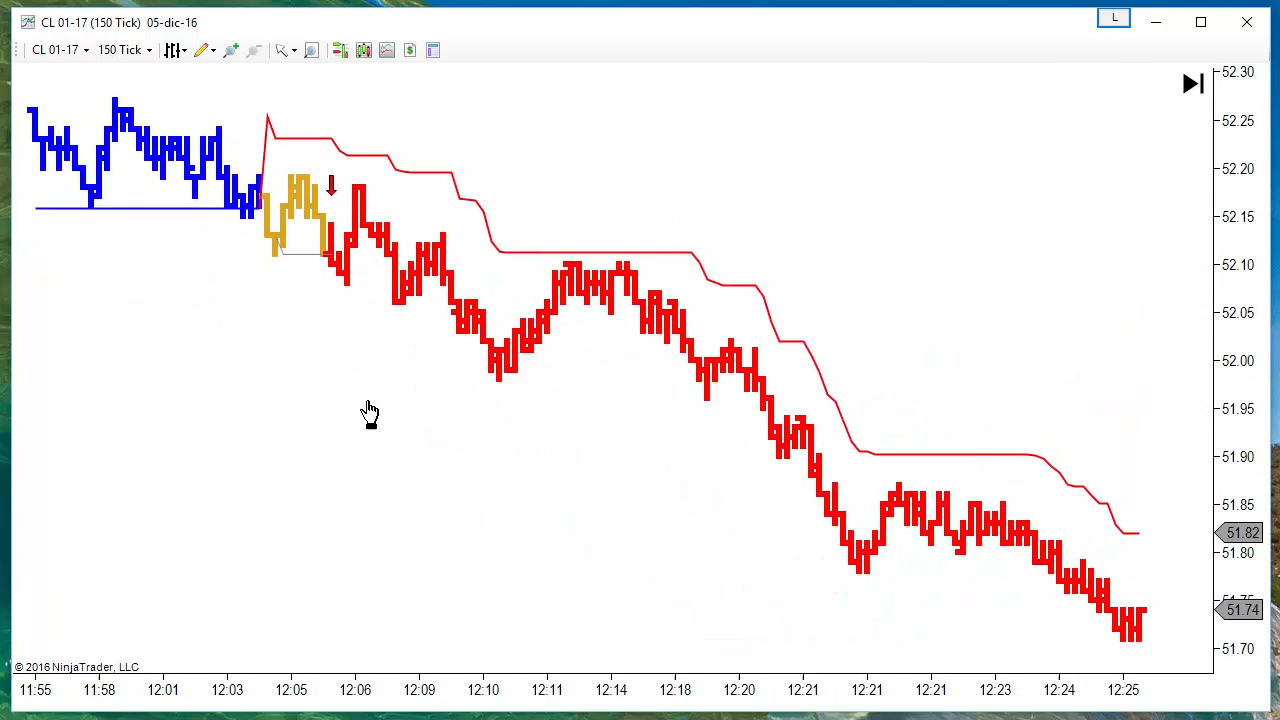 CL 01-17 (150 Tick) 05-dic-16
L
CL 01-17
150 Tick
$
52.30
52.25
52.20
52.15
52.10
52.05
52.00
51.95
51.90
51.85
51.82
51.80
51.74
51.70
© 2016 NinjaTrader, LLC
11:55 11:58 12:01 12:03 12:05 12:06 12:09 12:10 12:11 12:14 12:18 12:20 12:21 12:21 12:21 12:23 12:24 12:25